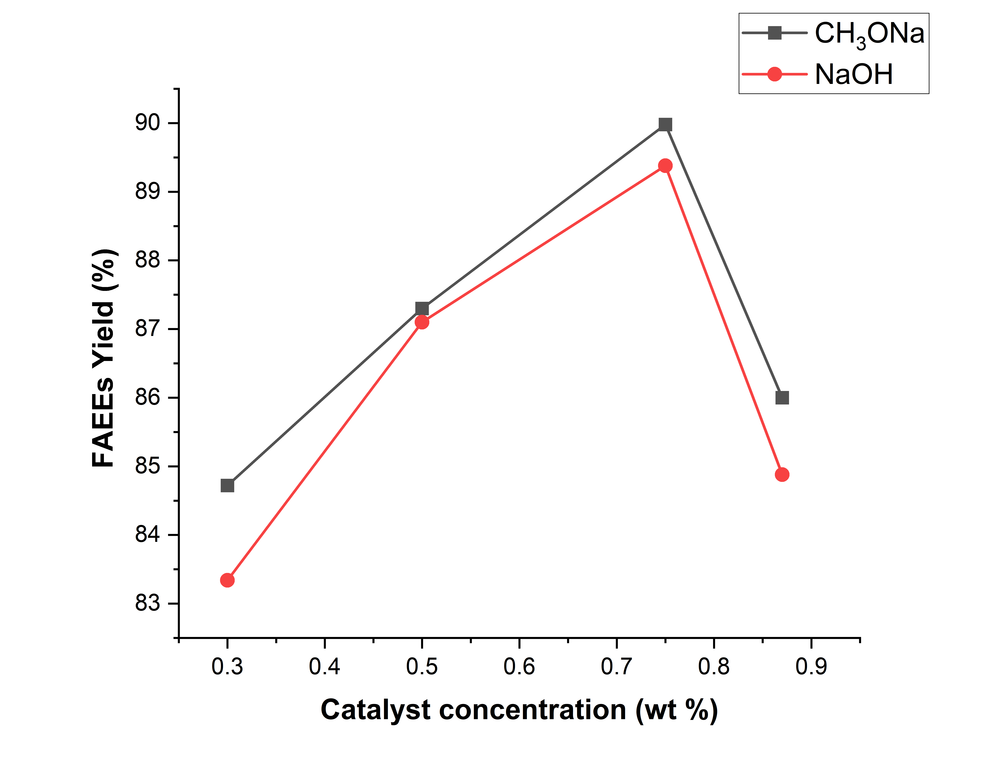 CH₃ONa
NaOH
90
89
88
87
86
85
84
83
FAEEs Yield (%)
0.3 0.4 0.5 0.6 0.7 0.8 0.9
Catalyst concentration (wt %)